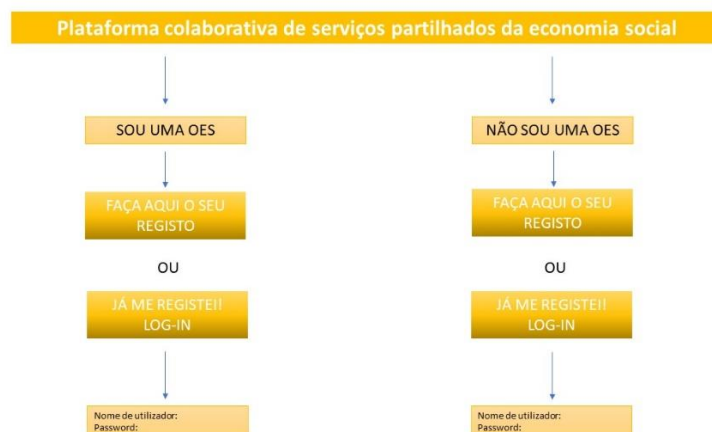 Plataforma colaborativa de serviços partilhados da economia social
SOU UMA OES
FAÇA AQUI O SEU
REGISTO
OU
JÁ ME REGISTEI!
LOG-IN
Nome de utilizador:
Password:
NÃO SOU UMA OES
FAÇA AQUI O SEU
REGISTO
OU
JÁ ME REGISTEI!
LOG-IN
Nome de utilizador:
Password: